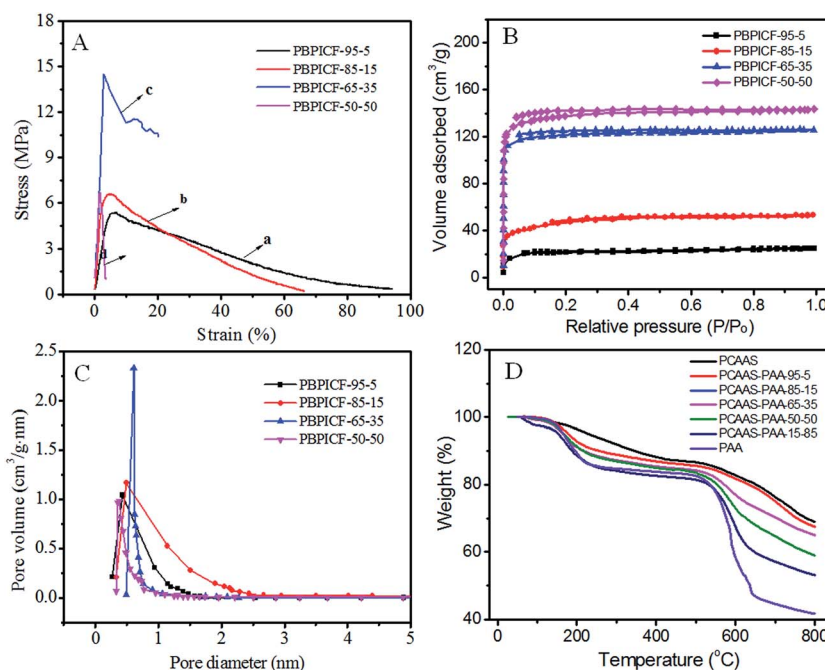 A
PBPICF-95-5
PBPICF-85-15
PBPICF-65-35
PBPICF-50-50
c
b
a
d
Stress (MPa)
18
15
12
9
6
3
0
0 20 40 60 80 100
Strain (%)
B
PBPICF-95-5
PBPICF-85-15
PBPICF-65-35
PBPICF-50-50
Volume adsorbed (cm³/g)
200
160
120
80
40
0
0.0 0.2 0.4 0.6 0.8 1.0
Relative pressure (P/P₀)
C
PBPICF-95-5
PBPICF-85-15
PBPICF-65-35
PBPICF-50-50
Pore volume (cm³/g·nm)
2.5
2.0
1.5
1.0
0.5
0.0
0 1 2 3 4 5
Pore diameter (nm)
D
PCAAS
PCAAS-PAA-95-5
PCAAS-PAA-85-15
PCAAS-PAA-65-35
PCAAS-PAA-50-50
PCAAS-PAA-15-85
PAA
Weight (%)
120
100
80
60
40
0 200 400 600 800
Temperature (°C)